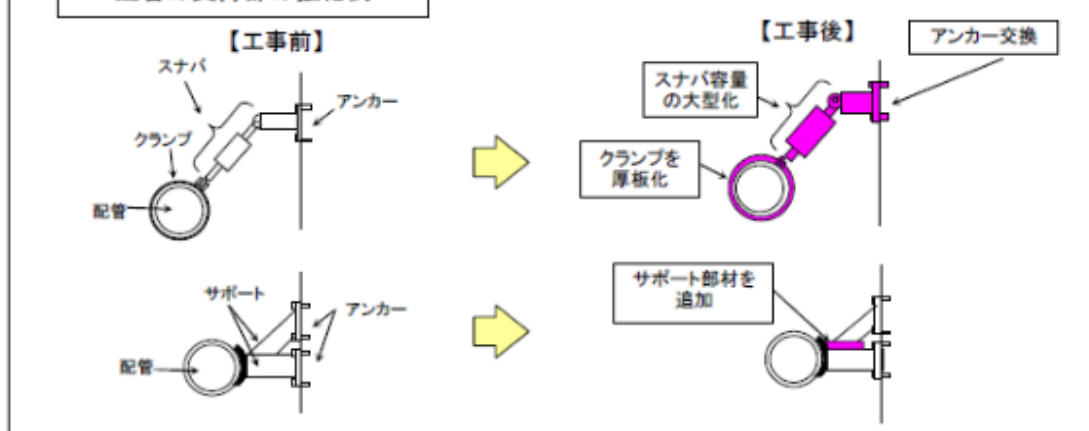 【工事前】
スナバ
アンカー
クランプ
配管
【工事後】
アンカー交換
スナバ容量
の大型化
クランプを
厚板化
サポート
アンカー
配管
サポート部材を
追加